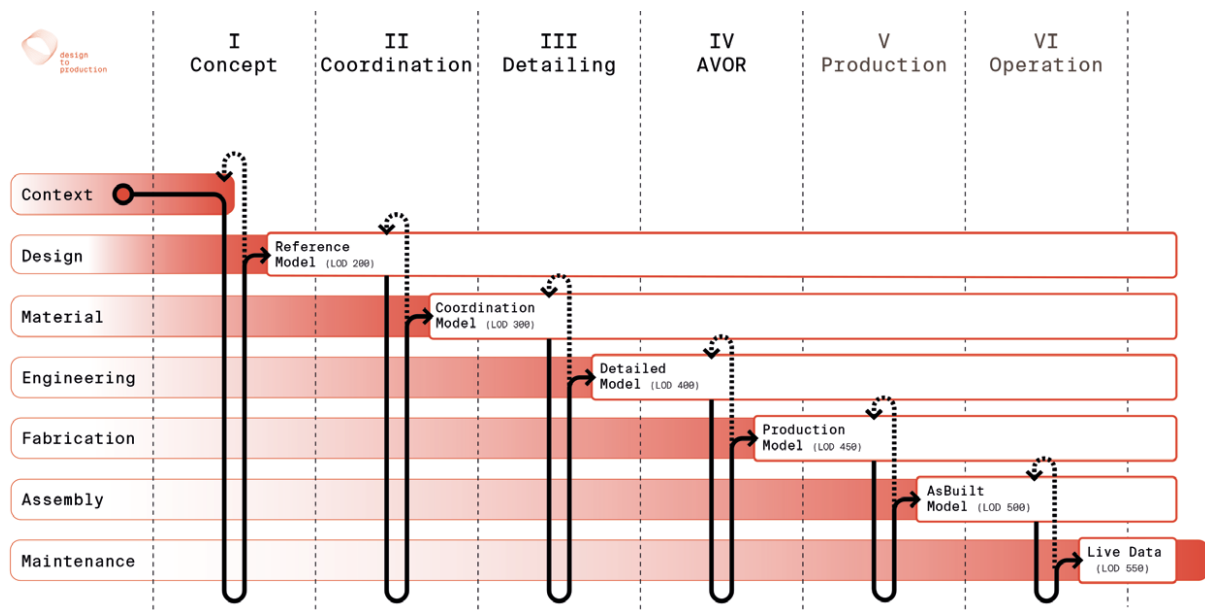 design
to
production
I
Concept
II
Coordination
III
Detailing
IV
AVOR
V
Production
VI
Operation
Context
Design
Reference
Model (LOD 200)
Material
Coordination
Model (LOD 300)
Engineering
Detailed
Model (LOD 400)
Fabrication
Production
Model (LOD 450)
Assembly
AsBuilt
Model (LOD 500)
Maintenance
Live Data
(LOD 550)